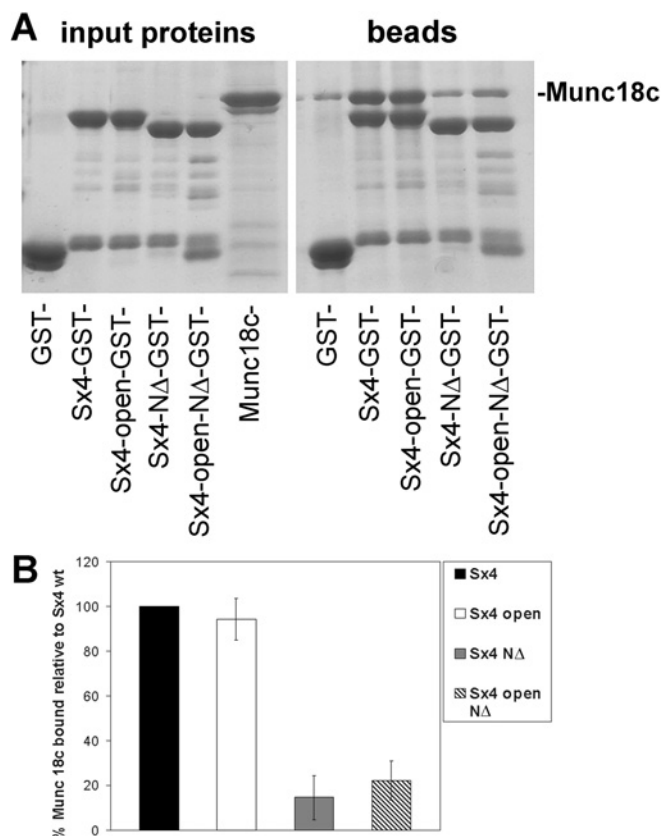 A
input proteins
beads
-Munc18c
GST-
Sx4-GST-
Sx4-open-GST-
Sx4-NΔ-GST-
Sx4-open-NΔ-GST-
Munc18c-
GST-
Sx4-GST-
Sx4-open-GST-
Sx4-NΔ-GST-
Sx4-open-NΔ-GST-
B
% Munc 18c bound relative to Sx4 wt
120
100
80
60
40
20
0
Sx4
Sx4 open
Sx4 NΔ
Sx4 open
NΔ